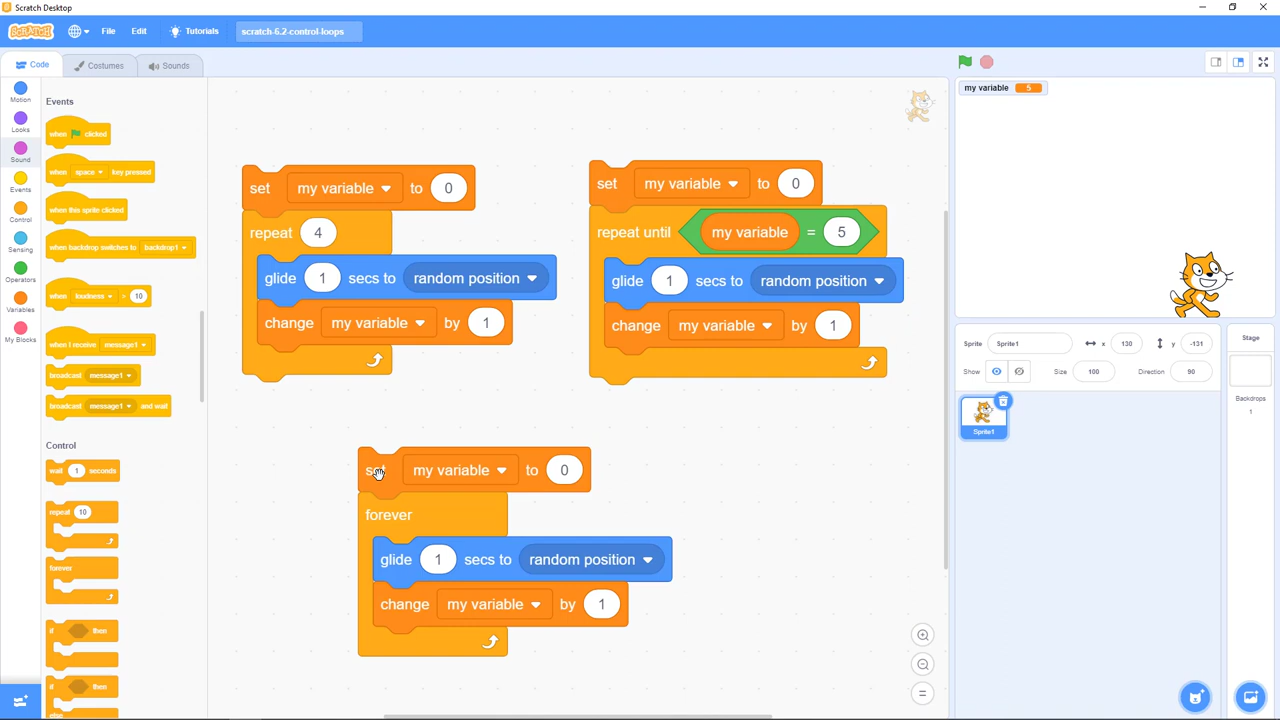 Scratch Desktop
SCRATCH File Edit Tutorials scratch-6.2-control-loops
Code Costumes Sounds
Motion
Looks
Sound
Events
Control
Sensing
Operators
Variables
My Blocks
Events
when clicked
when space key pressed
when this sprite clicked
when backdrop switches to backdrop1
when loudness > 10
when I receive message1
broadcast message1
broadcast message1 and wait
Control
wait 1 seconds
repeat 10
forever
if then
if then
else
set my variable to 0
repeat 4
glide 1 secs to random position
change my variable by 1
set my variable to 0
repeat until my variable = 5
glide 1 secs to random position
change my variable by 1
set my variable to 0
forever
glide 1 secs to random position
change my variable by 1
my variable 5
Sprite Sprite1 x 130 y -131
Show Size 100 Direction 90
Sprite1
Stage
Backdrops
1